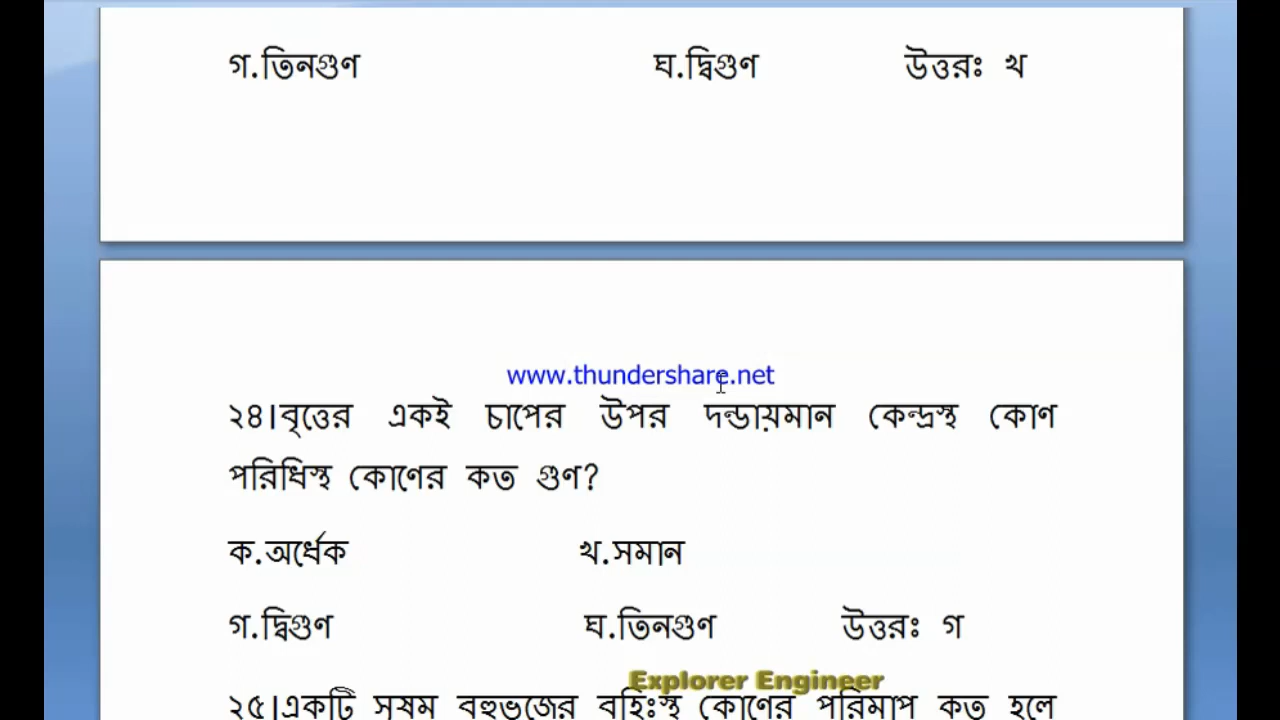 গ.তিনগুণ ঘ.দ্বিগুণ উত্তরঃ খ
www.thundershare.net
২৪।বৃত্তের একই চাপের উপর দন্ডায়মান কেন্দ্রস্থ কোণ
পরিধিস্থ কোণের কত গুণ?
ক.অর্ধেক খ.সমান
গ.দ্বিগুণ ঘ.তিনগুণ উত্তরঃ গ
Explorer Engineer
২৫।একটি সুষম বহুভুজের বহিঃস্থ কোণের পরিমাপ কত হলে